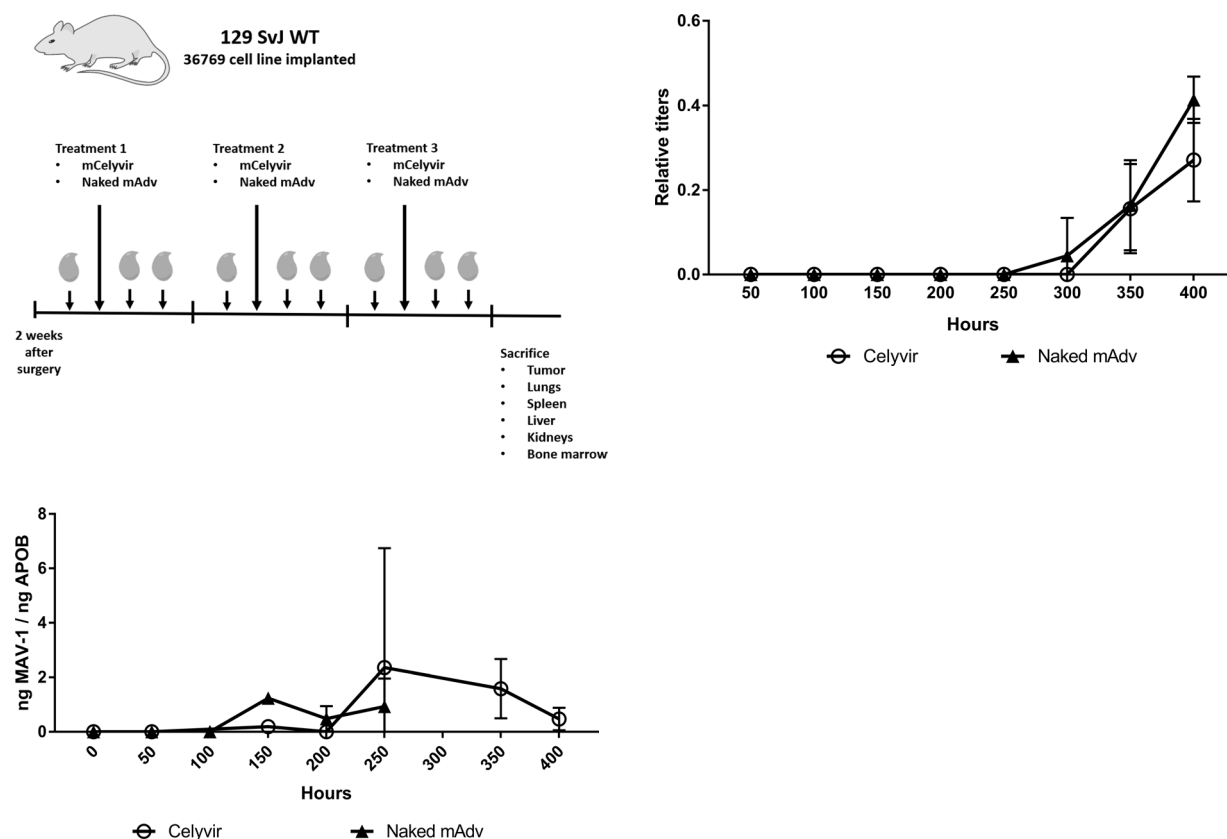 129 SvJ WT
36769 cell line implanted
Treatment 1
• mCelyvir
• Naked mAdv
Treatment 2
• mCelyvir
• Naked mAdv
Treatment 3
• mCelyvir
• Naked mAdv
2 weeks
after
surgery
Sacrifice
• Tumor
• Lungs
• Spleen
• Liver
• Kidneys
• Bone marrow
Relative titers
0.6
0.4
0.2
0.0
50 100 150 200 250 300 350 400
Hours
Celyvir Naked mAdv
ng MAV-1 / ng APOB
8
6
4
2
0
0 50 100 150 200 250 300 350 400
Hours
Celyvir Naked mAdv